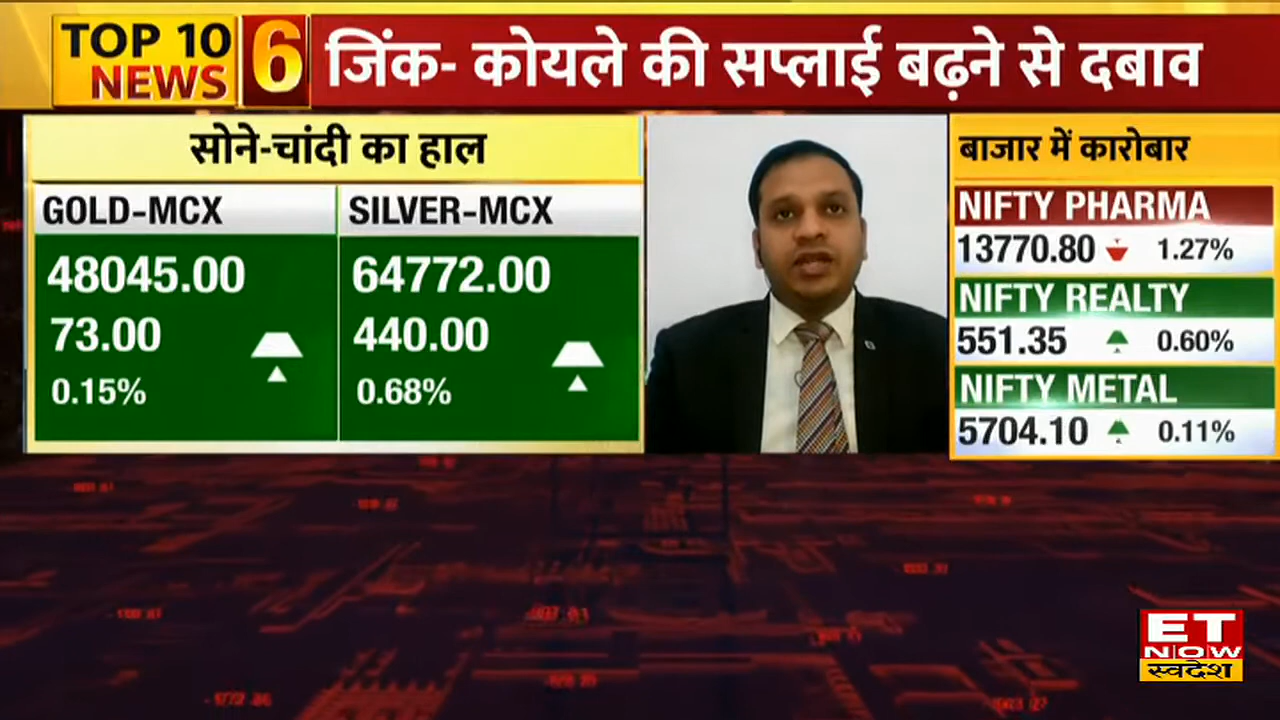 TOP 10
NEWS
6
जिंक- कोयले की सप्लाई बढ़ने से दबाव
सोने-चांदी का हाल
GOLD-MCX
48045.00
73.00
0.15%
SILVER-MCX
64772.00
440.00
0.68%
बाजार में कारोबार
NIFTY PHARMA
13770.80 1.27%
NIFTY REALTY
551.35 0.60%
NIFTY METAL
5704.10 0.11%
ET
NOW
स्वदेश